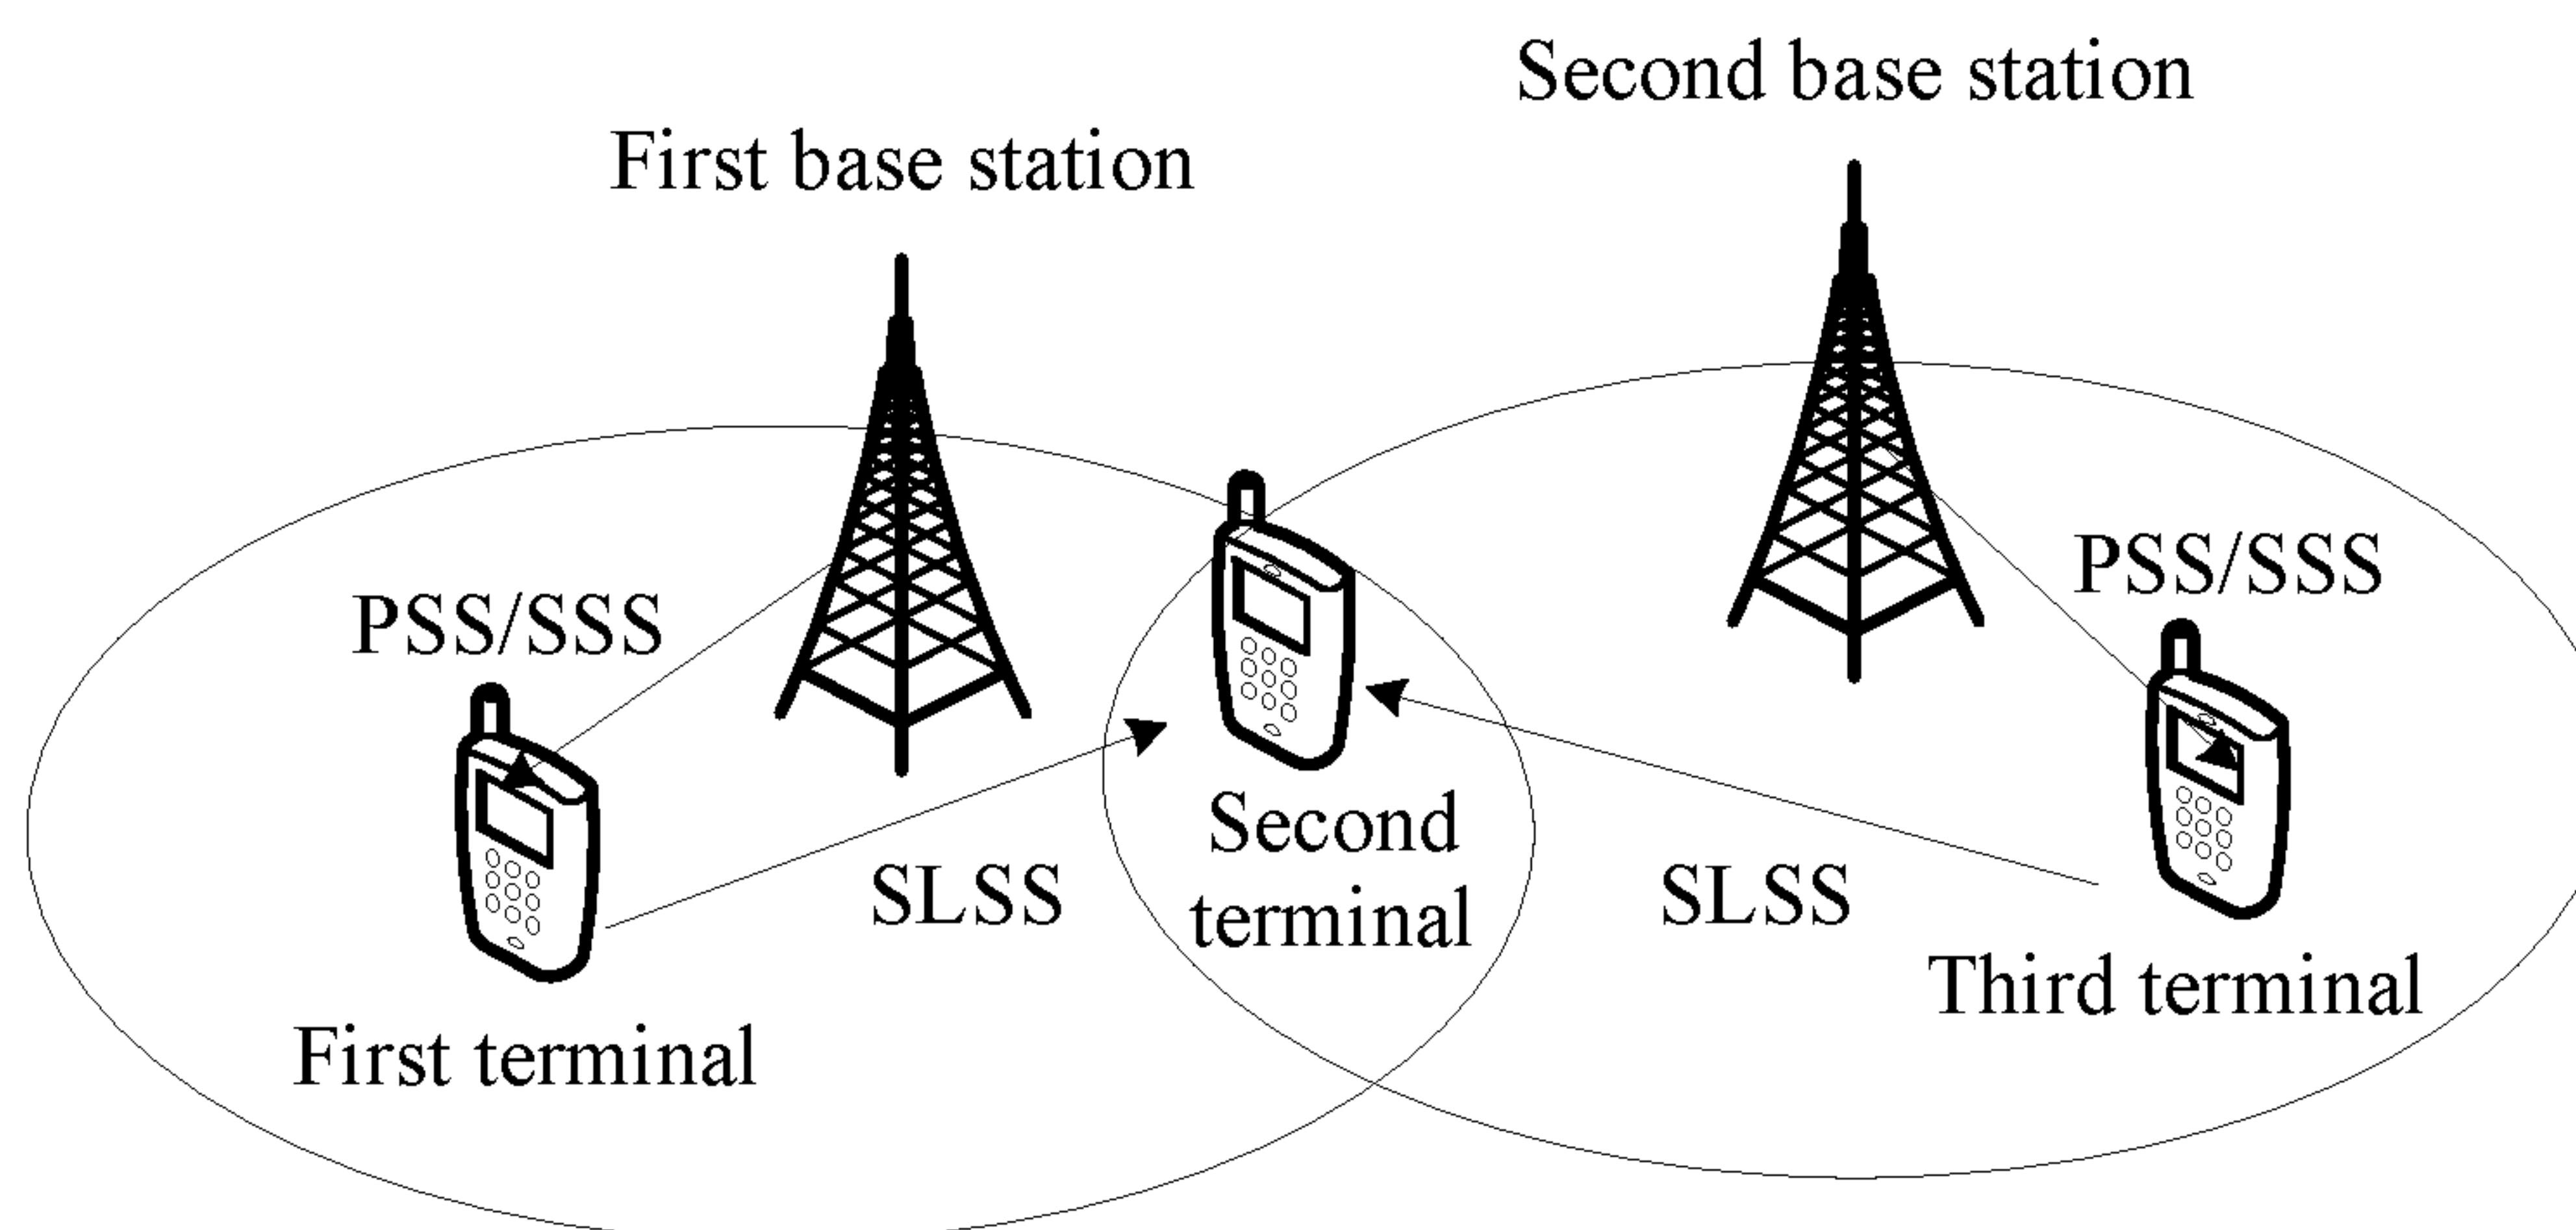 Second base station
First base station
PSS/SSS
PSS/SSS
Second
terminal
SLSS
SLSS
Third terminal
First terminal